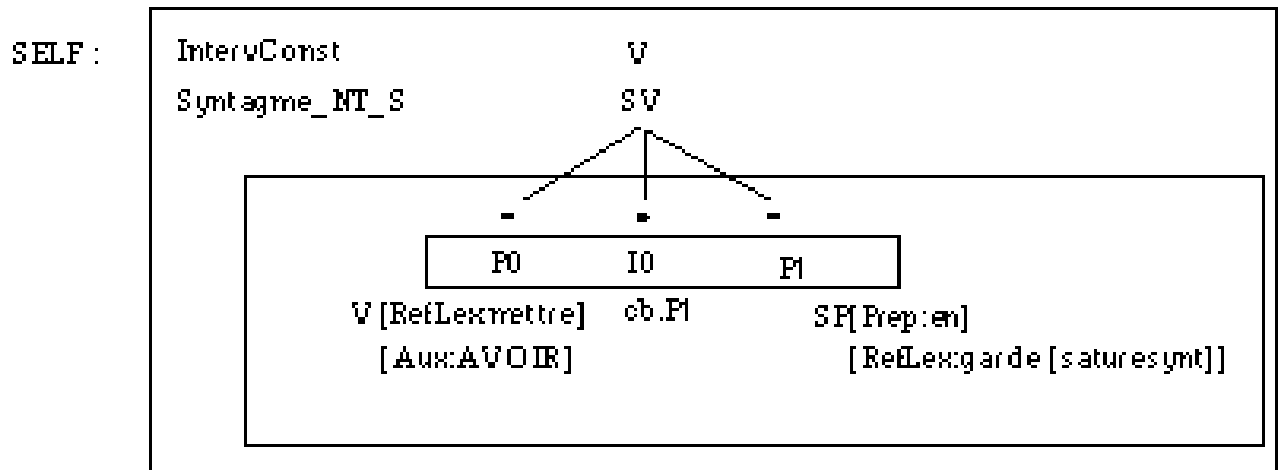 SELF : IntervConst V
Syntagme_NT_S SV
P0 I0 P1
V [RefLex:mettre] cb.P1 SP[Prep:en]
[Aux:AVOIR] [RefLex:garde [saturesynt]]